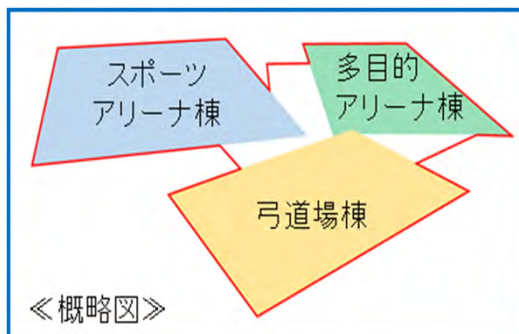 スポーツ
アリーナ棟
多目的
アリーナ棟
弓道場棟
≪概略図≫